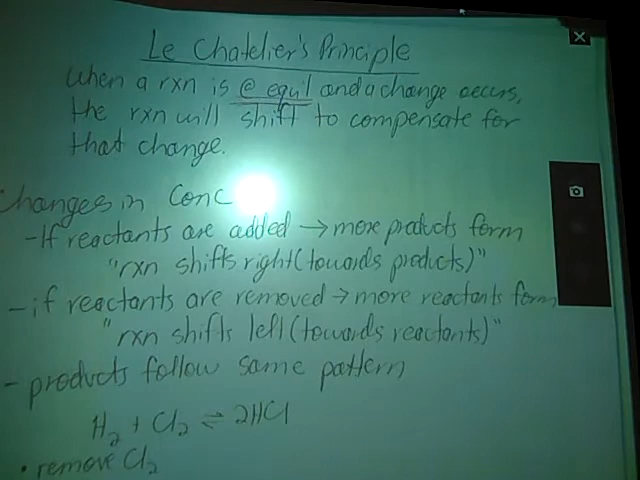 Le Chatelier's Principle
When a rxn is @ equ'l and a change occurs,
the rxn will shift to compensate for
that change.
Changes in Conc
-If reactants are added → more products form
"rxn shifts right (towards products)"
- if reactants are removed → more reactants form
"rxn shifts left (towards reactants)"
- products follow same pattern
H₂ + Cl₂ ⇌ 2HCl
• remove Cl₂